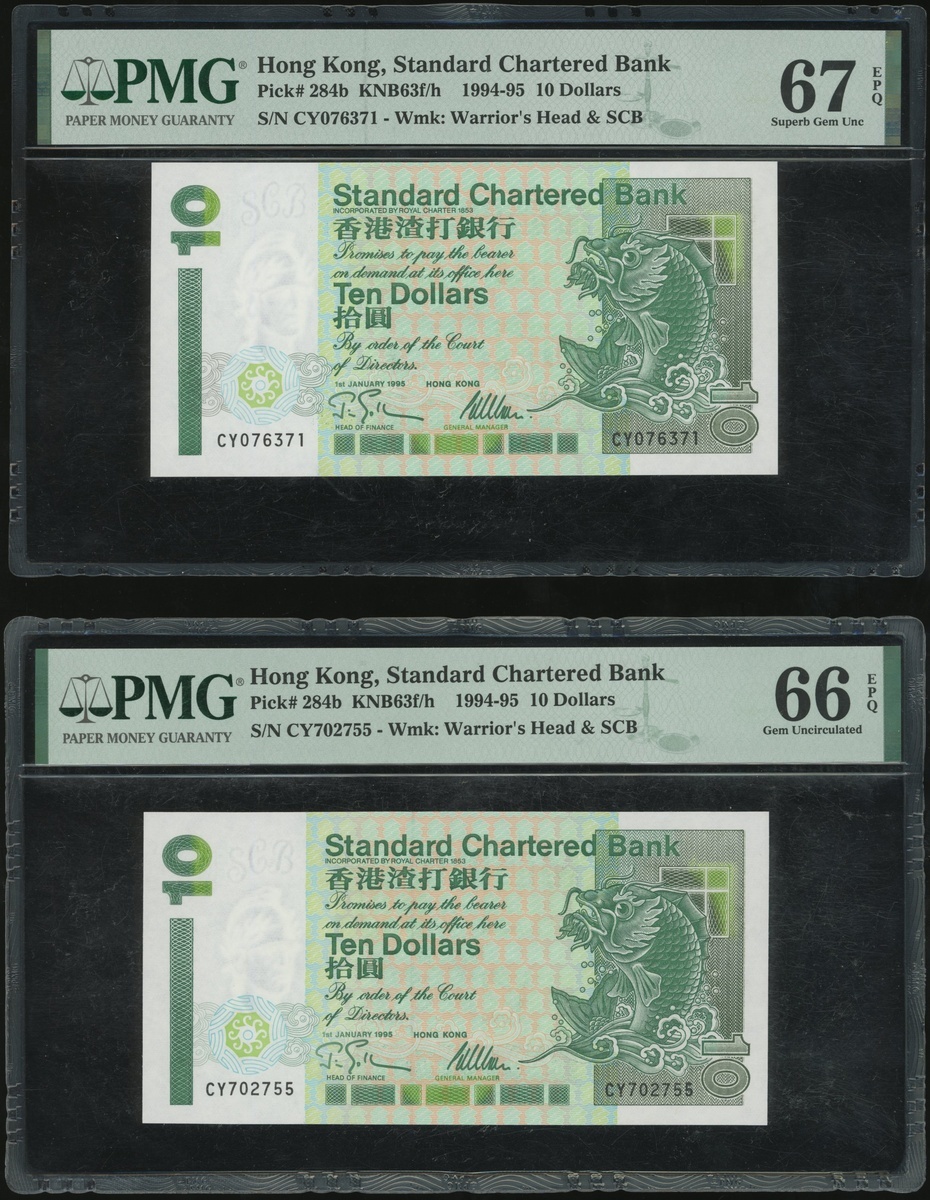 PMG®
PAPER MONEY GUARANTY
Hong Kong, Standard Chartered Bank
Pick# 284b KNB63f/h 1994-95 10 Dollars
S/N CY076371 - Wmk: Warrior's Head & SCB
67 EPQ
Superb Gem Unc
10
SCB
Standard Chartered Bank
INCORPORATED BY ROYAL CHARTER 1853
香港渣打銀行
Promises to pay the bearer
on demand at its office here
Ten Dollars
拾圓
By order of the Court
of Directors.
1st JANUARY 1995 HONG KONG
HEAD OF FINANCE GENERAL MANAGER
CY076371 CY076371
10
PMG®
PAPER MONEY GUARANTY
Hong Kong, Standard Chartered Bank
Pick# 284b KNB63f/h 1994-95 10 Dollars
S/N CY702755 - Wmk: Warrior's Head & SCB
66 EPQ
Gem Uncirculated
10
SCB
Standard Chartered Bank
INCORPORATED BY ROYAL CHARTER 1853
香港渣打銀行
Promises to pay the bearer
on demand at its office here
Ten Dollars
拾圓
By order of the Court
of Directors.
1st JANUARY 1995 HONG KONG
HEAD OF FINANCE GENERAL MANAGER
CY702755 CY702755
10